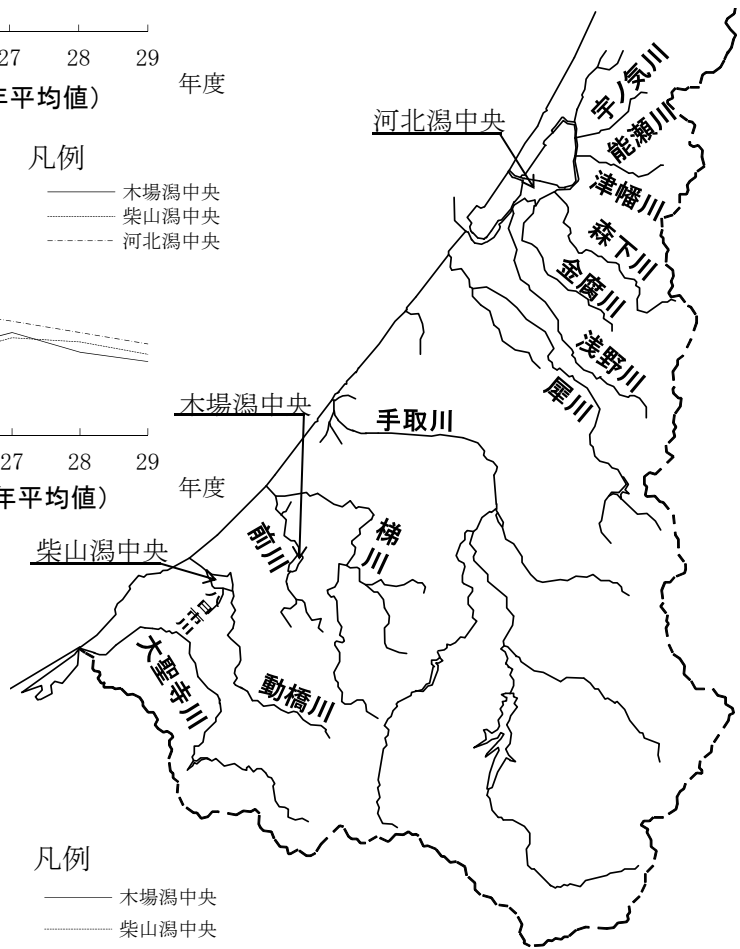 27 28 29
年度
年平均値）
凡例
木場潟中央
柴山潟中央
河北潟中央
27 28 29
年度
年平均値）
凡例
木場潟中央
柴山潟中央
宇ノ気川
河北潟中央
能瀬川
津幡川
森下川
金腐川
浅野川
犀川
木場潟中央
手取川
梯川
前川
柴山潟中央
八日市川
大聖寺川
動橋川